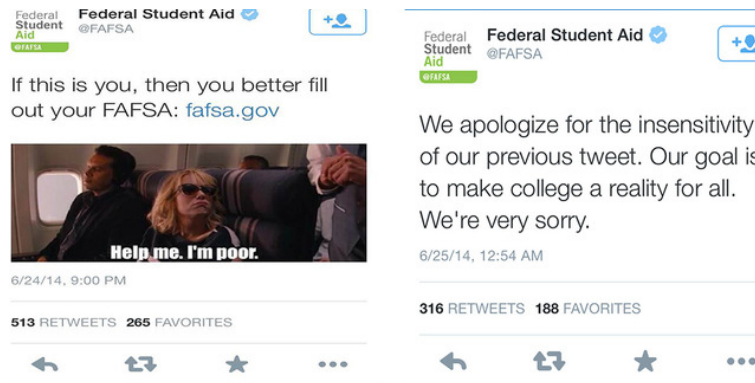 Federal
Student
Aid
@FAFSA
Federal Student Aid
@FAFSA
If this is you, then you better fill
out your FAFSA: fafsa.gov
Help me. I'm poor.
6/24/14, 9:00 PM
513 RETWEETS 265 FAVORITES
Federal
Student
Aid
@FAFSA
Federal Student Aid
@FAFSA
We apologize for the insensitivity
of our previous tweet. Our goal is
to make college a reality for all.
We're very sorry.
6/25/14, 12:54 AM
316 RETWEETS 188 FAVORITES